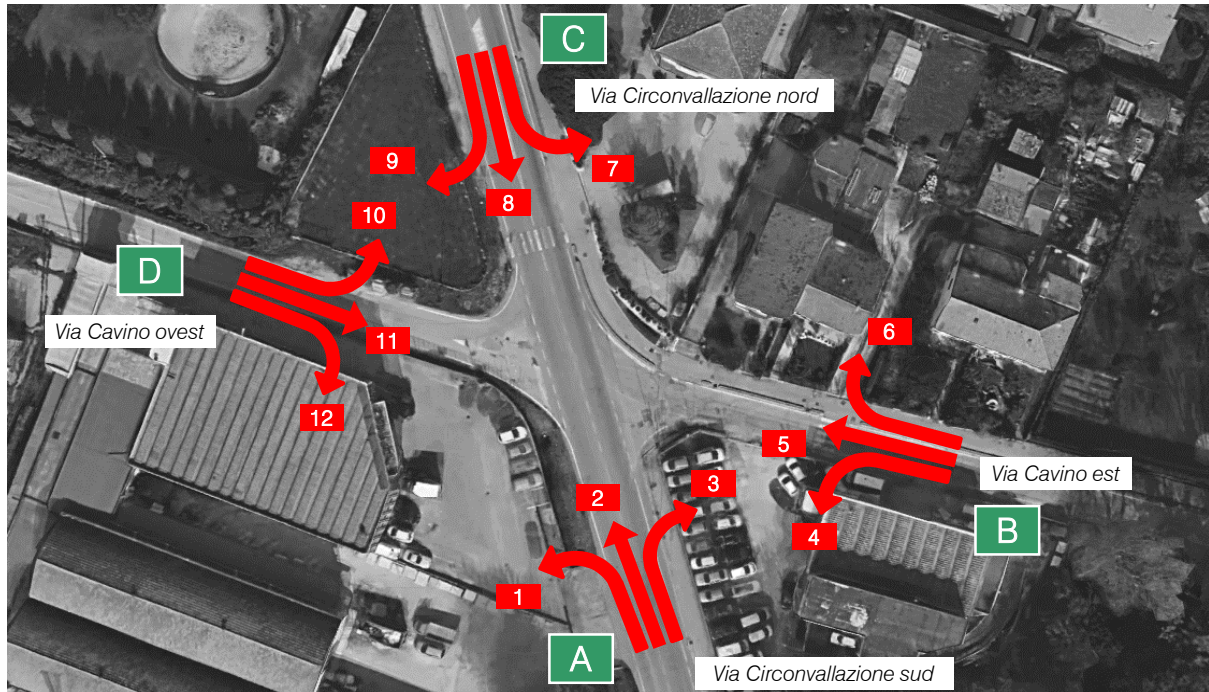 C
Via Circonvallazione nord
9
7
10
8
D
Via Cavino ovest
11
6
12
5
Via Cavino est
2
3
4
B
1
A
Via Circonvallazione sud